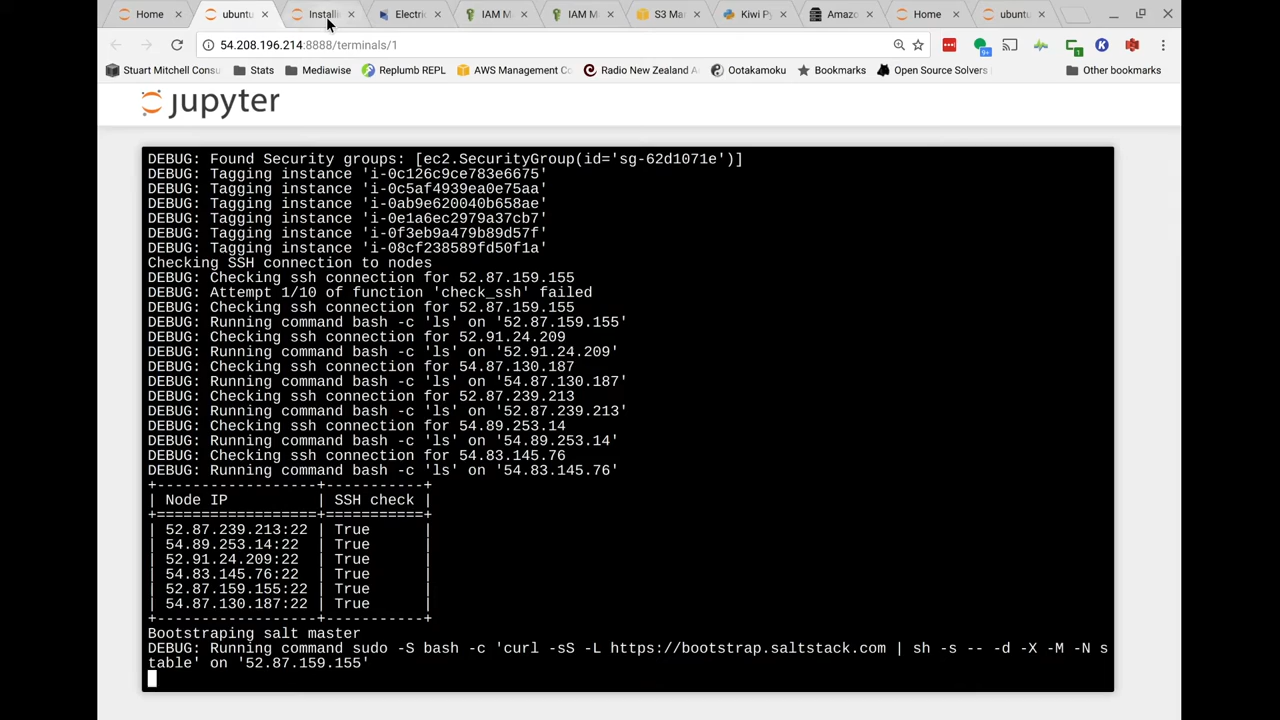 Home
ubuntu
Installi
Electric
IAM M
IAM M
S3 Ma
Kiwi Py
Amazo
Home
ubuntu
54.208.196.214:8888/terminals/1
9+
1
Stuart Mitchell Consu
Stats
Mediawise
Replumb REPL
AWS Management Co
Radio New Zealand A
Ootakamoku
Bookmarks
Open Source Solvers
Other bookmarks
jupyter
DEBUG: Found Security groups: [ec2.SecurityGroup(id='sg-62d1071e')]
DEBUG: Tagging instance 'i-0c126c9ce783e6675'
DEBUG: Tagging instance 'i-0c5af4939ea0e75aa'
DEBUG: Tagging instance 'i-0ab9e620040b658ae'
DEBUG: Tagging instance 'i-0e1a6ec2979a37cb7'
DEBUG: Tagging instance 'i-0f3eb9a479b89d57f'
DEBUG: Tagging instance 'i-08cf238589fd50f1a'
Checking SSH connection to nodes
DEBUG: Checking ssh connection for 52.87.159.155
DEBUG: Attempt 1/10 of function 'check_ssh' failed
DEBUG: Checking ssh connection for 52.87.159.155
DEBUG: Running command bash -c 'ls' on '52.87.159.155'
DEBUG: Checking ssh connection for 52.91.24.209
DEBUG: Running command bash -c 'ls' on '52.91.24.209'
DEBUG: Checking ssh connection for 54.87.130.187
DEBUG: Running command bash -c 'ls' on '54.87.130.187'
DEBUG: Checking ssh connection for 52.87.239.213
DEBUG: Running command bash -c 'ls' on '52.87.239.213'
DEBUG: Checking ssh connection for 54.89.253.14
DEBUG: Running command bash -c 'ls' on '54.89.253.14'
DEBUG: Checking ssh connection for 54.83.145.76
DEBUG: Running command bash -c 'ls' on '54.83.145.76'
+------------------+-----------+
| Node IP          | SSH check |
+==================+===========+
| 52.87.239.213:22 | True      |
| 54.89.253.14:22  | True      |
| 52.91.24.209:22  | True      |
| 54.83.145.76:22  | True      |
| 52.87.159.155:22 | True      |
| 54.87.130.187:22 | True      |
+------------------+-----------+
Bootstraping salt master
DEBUG: Running command sudo -S bash -c 'curl -sS -L https://bootstrap.saltstack.com | sh -s -- -d -X -M -N s
table' on '52.87.159.155'